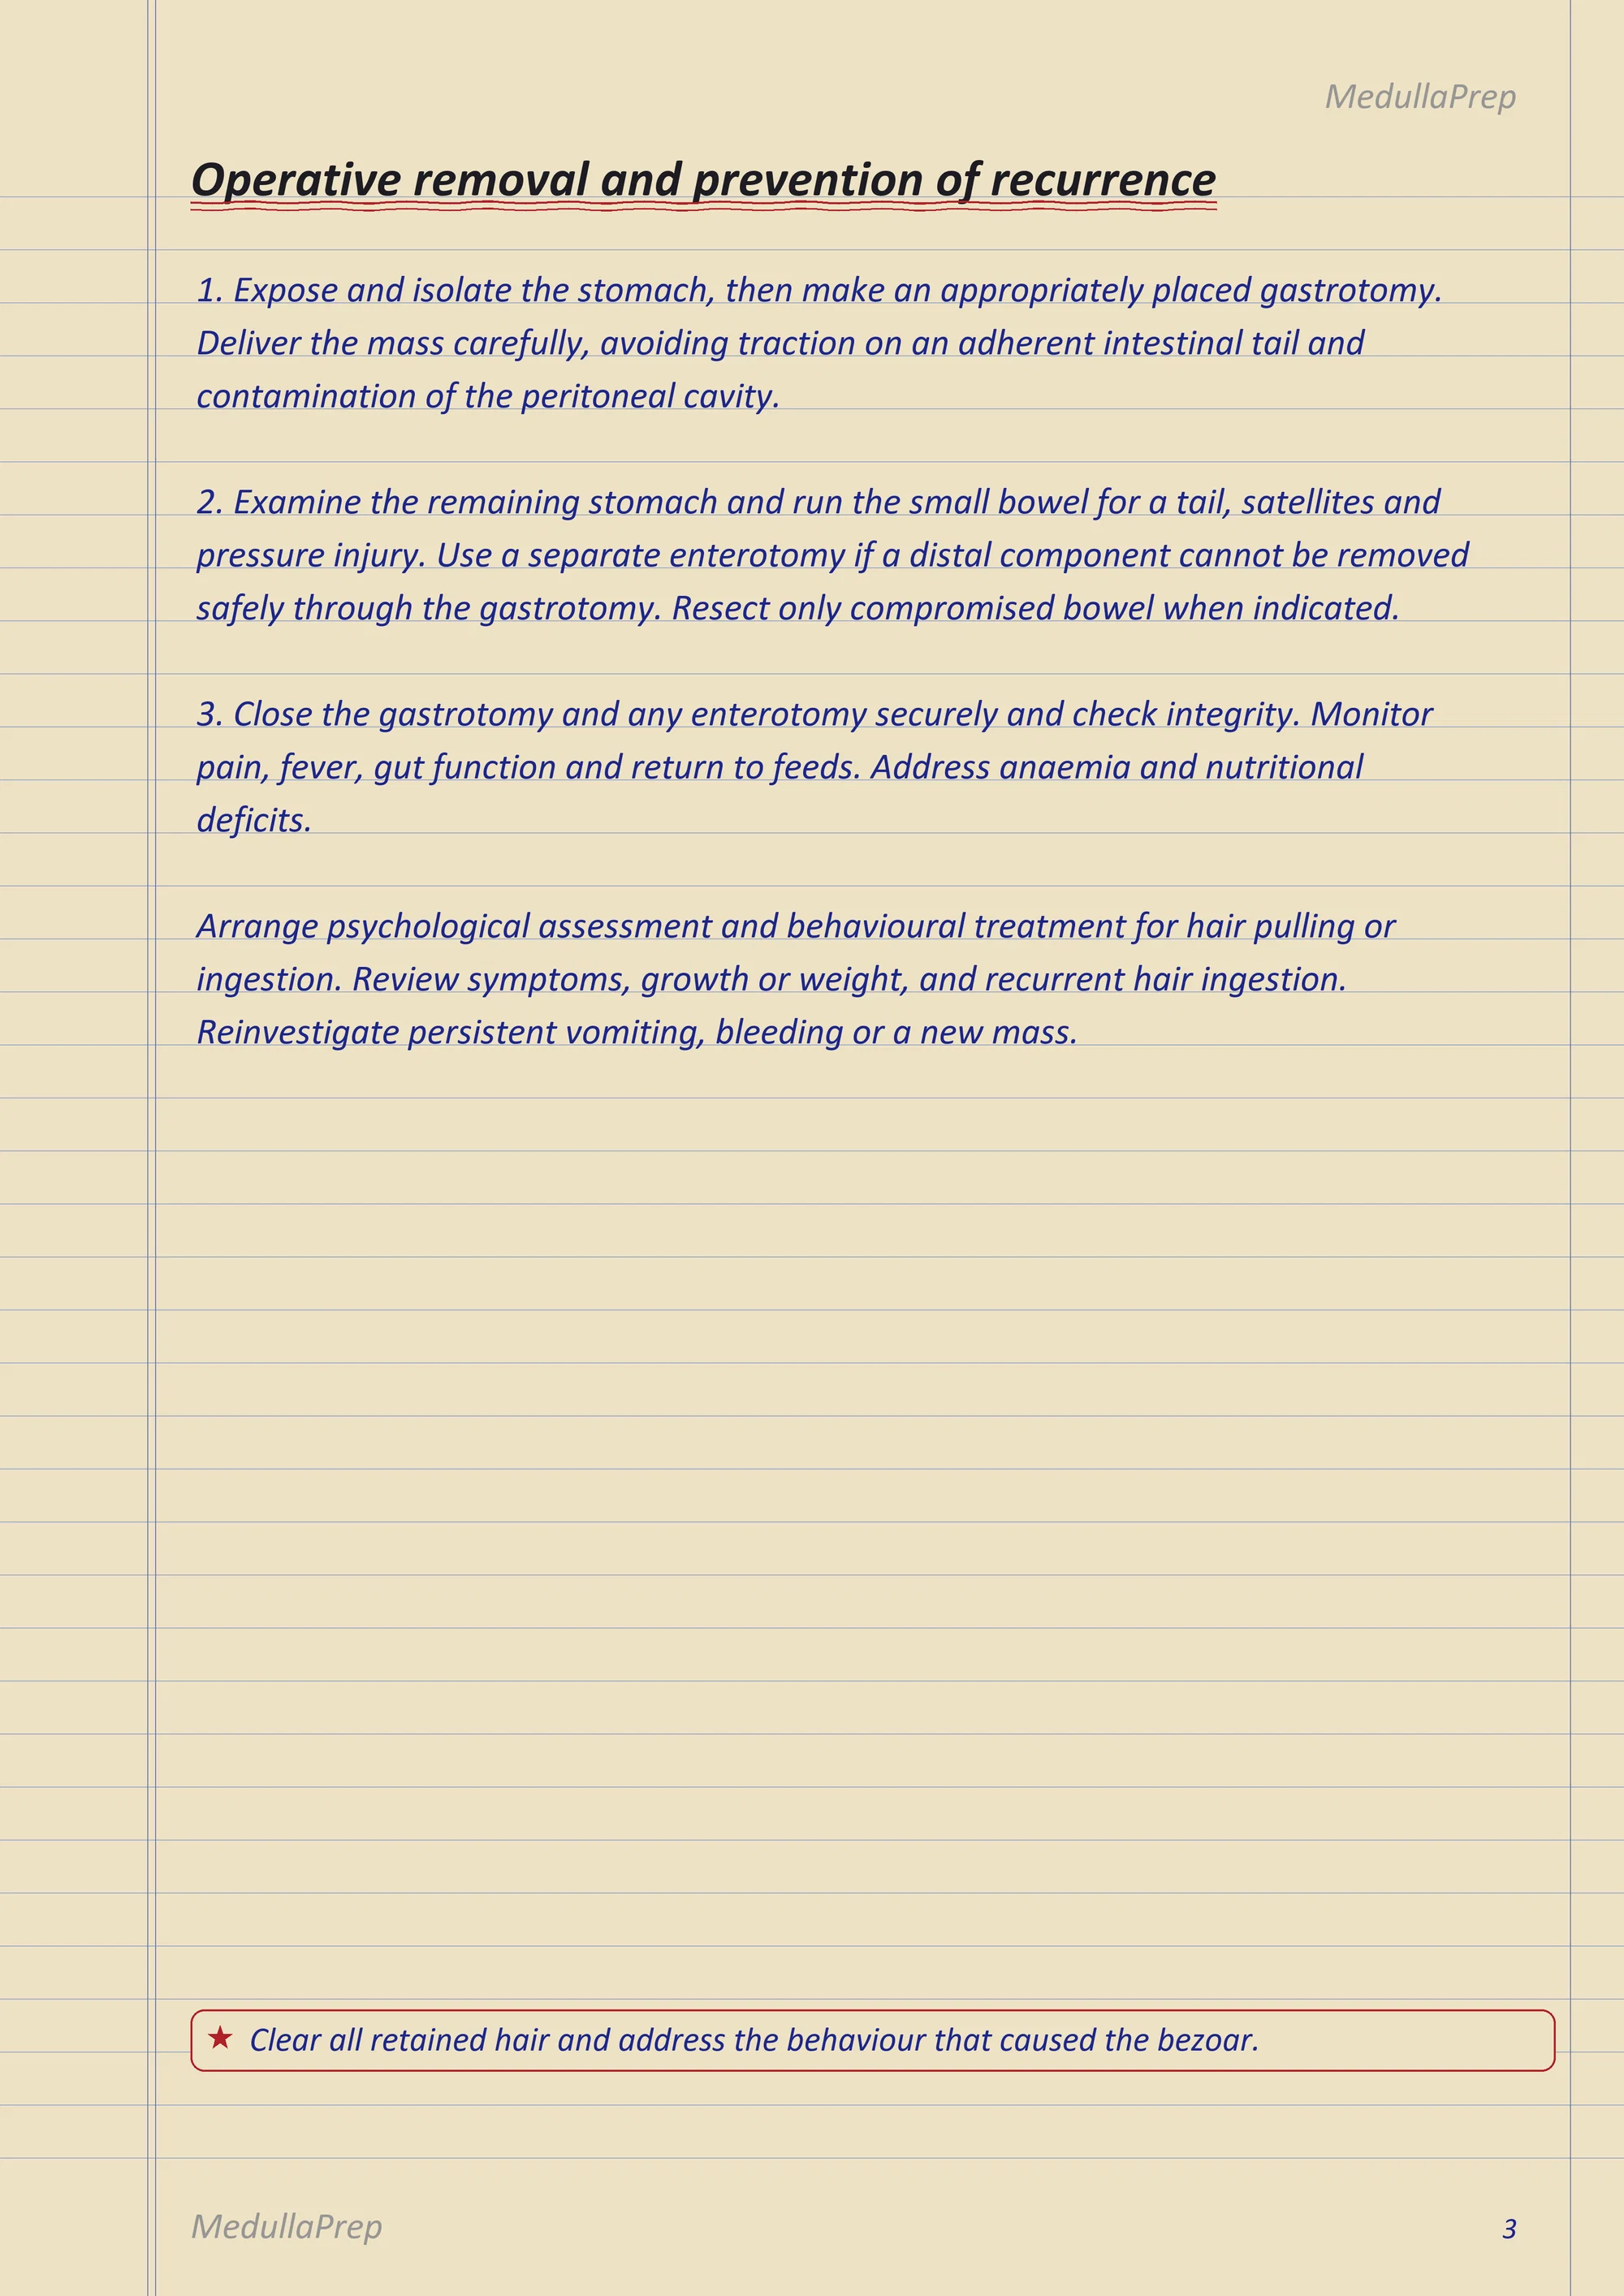 MedullaPrep
Operative removal and prevention of recurrence
1. Expose and isolate the stomach, then make an appropriately placed gastrotomy.
Deliver the mass carefully, avoiding traction on an adherent intestinal tail and
contamination of the peritoneal cavity.
2. Examine the remaining stomach and run the small bowel for a tail, satellites and
pressure injury. Use a separate enterotomy if a distal component cannot be removed
safely through the gastrotomy. Resect only compromised bowel when indicated.
3. Close the gastrotomy and any enterotomy securely and check integrity. Monitor
pain, fever, gut function and return to feeds. Address anaemia and nutritional
deficits.
Arrange psychological assessment and behavioural treatment for hair pulling or
ingestion. Review symptoms, growth or weight, and recurrent hair ingestion.
Reinvestigate persistent vomiting, bleeding or a new mass.
★ Clear all retained hair and address the behaviour that caused the bezoar.
MedullaPrep
3